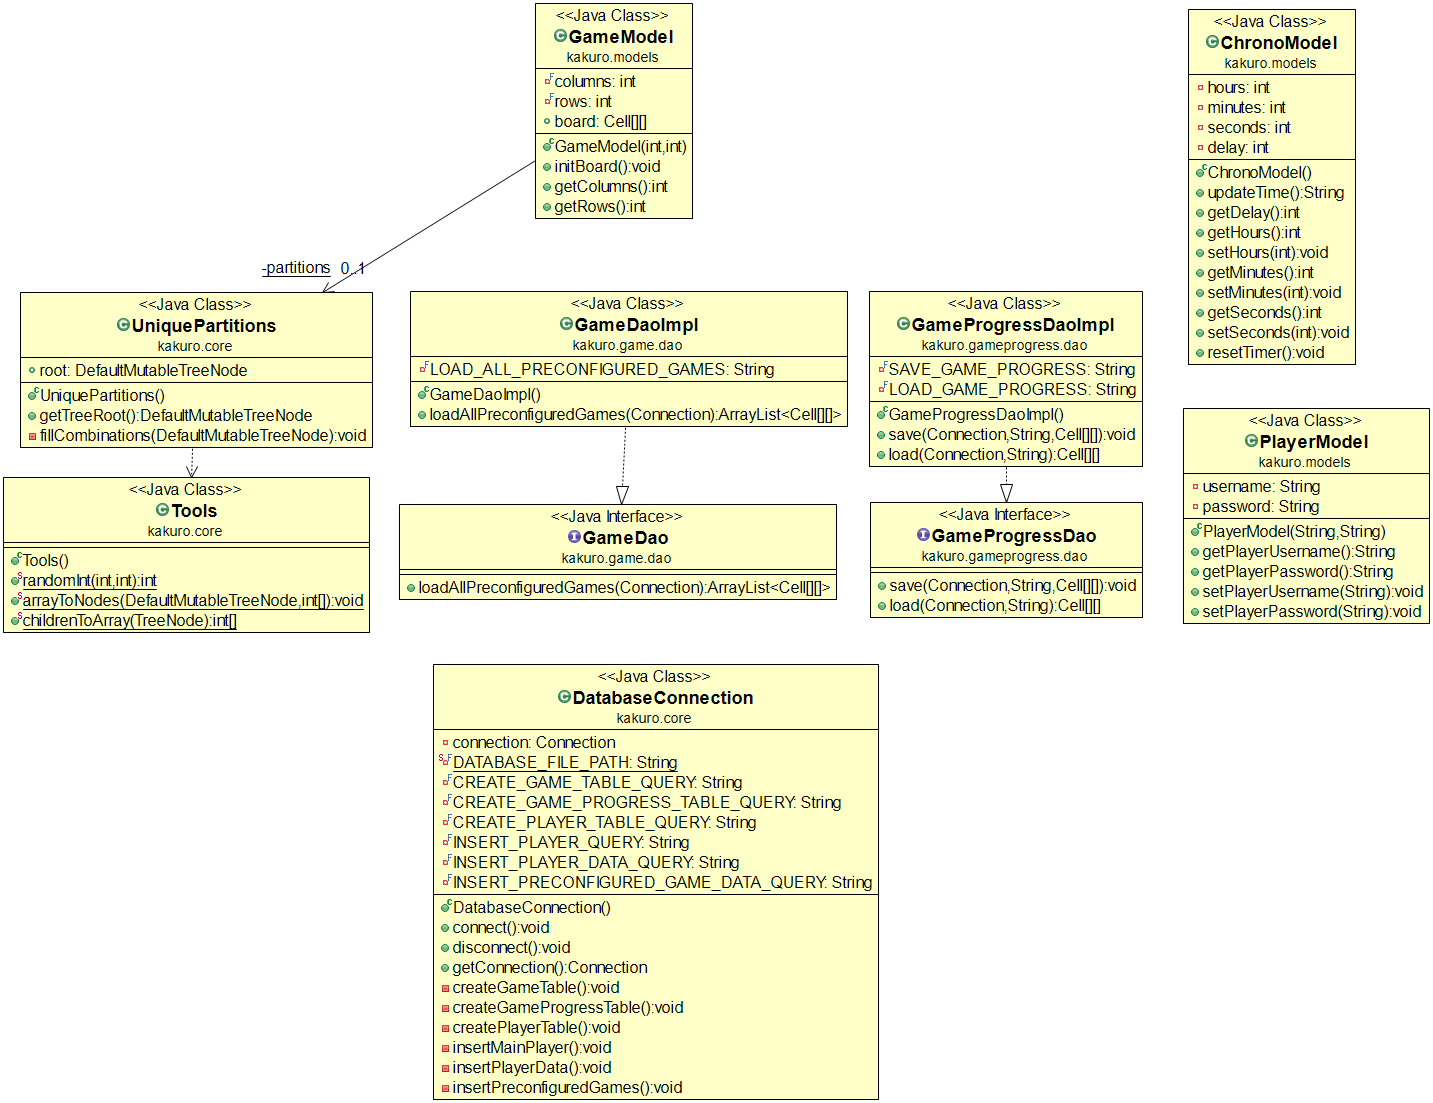 <<Java Class>>
GameModel
kakuro.models
columns: int
rows: int
board: Cell[][]
GameModel(int,int)
initBoard():void
getColumns():int
getRows():int
<<Java Class>>
ChronoModel
kakuro.models
hours: int
minutes: int
seconds: int
delay: int
ChronoModel()
updateTime():String
getDelay():int
getHours():int
setHours(int):void
getMinutes():int
setMinutes(int):void
getSeconds():int
setSeconds(int):void
resetTimer():void
-partitions 0..1
<<Java Class>>
UniquePartitions
kakuro.core
root: DefaultMutableTreeNode
UniquePartitions()
getTreeRoot():DefaultMutableTreeNode
fillCombinations(DefaultMutableTreeNode):void
<<Java Class>>
GameDaoImpl
kakuro.game.dao
LOAD_ALL_PRECONFIGURED_GAMES: String
GameDaoImpl()
loadAllPreconfiguredGames(Connection):ArrayList<Cell[][]>
<<Java Class>>
GameProgressDaoImpl
kakuro.gameprogress.dao
SAVE_GAME_PROGRESS: String
LOAD_GAME_PROGRESS: String
GameProgressDaoImpl()
save(Connection,String,Cell[][]):void
load(Connection,String):Cell[][]
<<Java Class>>
PlayerModel
kakuro.models
username: String
password: String
PlayerModel(String,String)
getPlayerUsername():String
getPlayerPassword():String
setPlayerUsername(String):void
setPlayerPassword(String):void
<<Java Class>>
Tools
kakuro.core
Tools()
randomInt(int,int):int
arrayToNodes(DefaultMutableTreeNode,int[]):void
childrenToArray(TreeNode):int[]
<<Java Interface>>
GameDao
kakuro.game.dao
loadAllPreconfiguredGames(Connection):ArrayList<Cell[][]>
<<Java Interface>>
GameProgressDao
kakuro.gameprogress.dao
save(Connection,String,Cell[][]):void
load(Connection,String):Cell[][]
<<Java Class>>
DatabaseConnection
kakuro.core
connection: Connection
DATABASE_FILE_PATH: String
CREATE_GAME_TABLE_QUERY: String
CREATE_GAME_PROGRESS_TABLE_QUERY: String
CREATE_PLAYER_TABLE_QUERY: String
INSERT_PLAYER_QUERY: String
INSERT_PLAYER_DATA_QUERY: String
INSERT_PRECONFIGURED_GAME_DATA_QUERY: String
DatabaseConnection()
connect():void
disconnect():void
getConnection():Connection
createGameTable():void
createGameProgressTable():void
createPlayerTable():void
insertMainPlayer():void
insertPlayerData():void
insertPreconfiguredGames():void